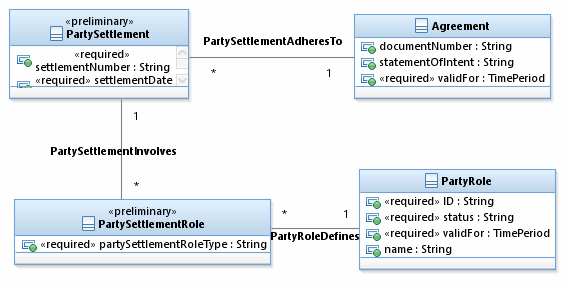 «preliminary»
PartySettlement
«required»
settlementNumber : String
«required» settlementDate
PartySettlementAdheresTo
*
1
Agreement
documentNumber : String
statementOfIntent : String
«required» validFor : TimePeriod
1
PartySettlementInvolves
*
«preliminary»
PartySettlementRole
«required» partySettlementRoleType : String
*
1
PartyRoleDefines
PartyRole
«required» ID : String
«required» status : String
«required» validFor : TimePeriod
name : String